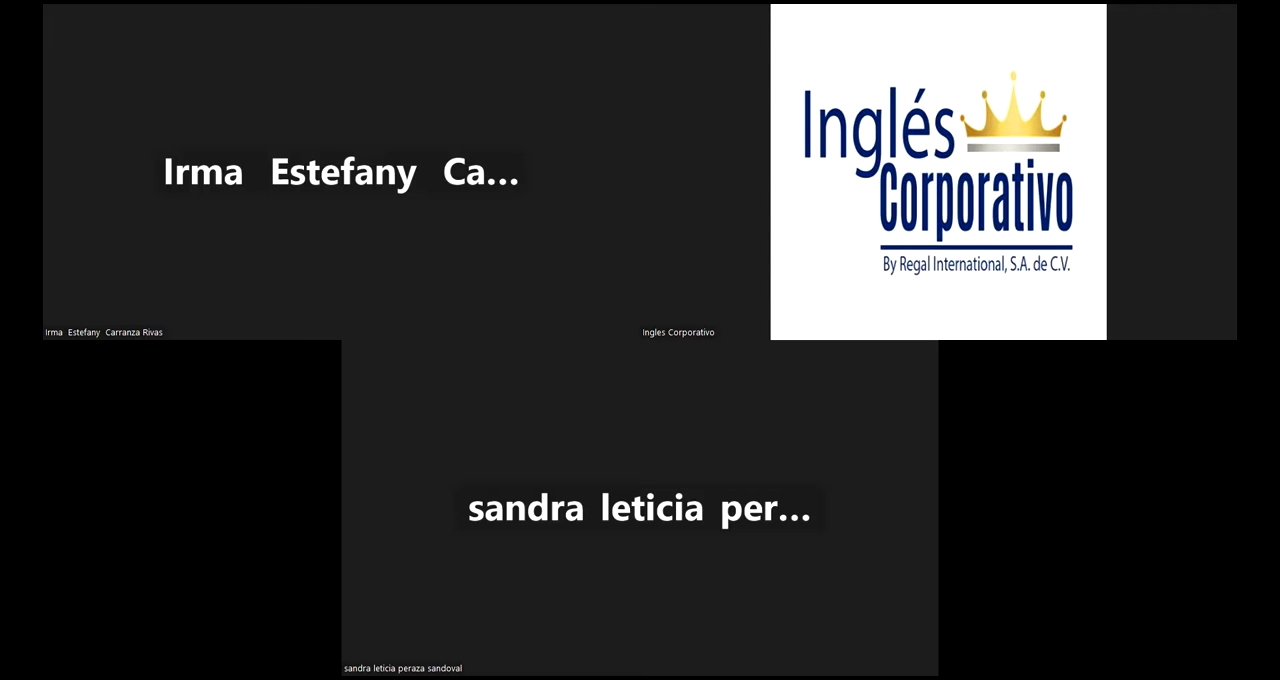 Irma Estefany Ca...
Irma Estefany Carranza Rivas
Inglés
Corporativo
By Regal International, S.A. de C.V.
Ingles Corporativo
sandra leticia per...
sandra leticia peraza sandoval